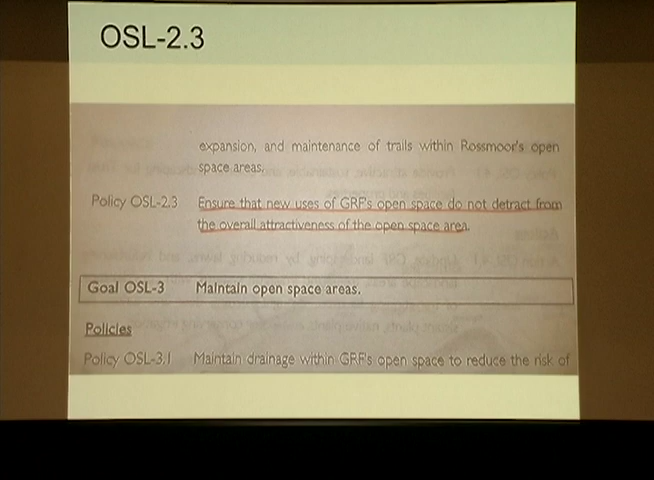 OSL-2.3
expansion, and maintenance of trails within Rossmoor's open
space areas.
Policy OSL-2.3 Ensure that new uses of GRF's open space do not detract from
the overall attractiveness of the open space area.
Goal OSL-3 Maintain open space areas.
Policies
Policy OSL-3.1 Maintain drainage within GRF's open space to reduce the risk of